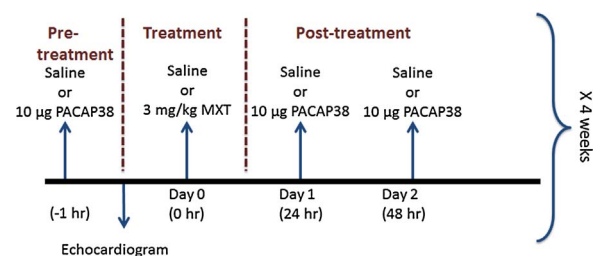 Pre-
treatment
Treatment
Post-treatment
Saline
or
10 µg PACAP38
Saline
or
3 mg/kg MXT
Saline
or
10 µg PACAP38
Saline
or
10 µg PACAP38
(-1 hr)
Day 0
(0 hr)
Day 1
(24 hr)
Day 2
(48 hr)
Echocardiogram
X 4 weeks